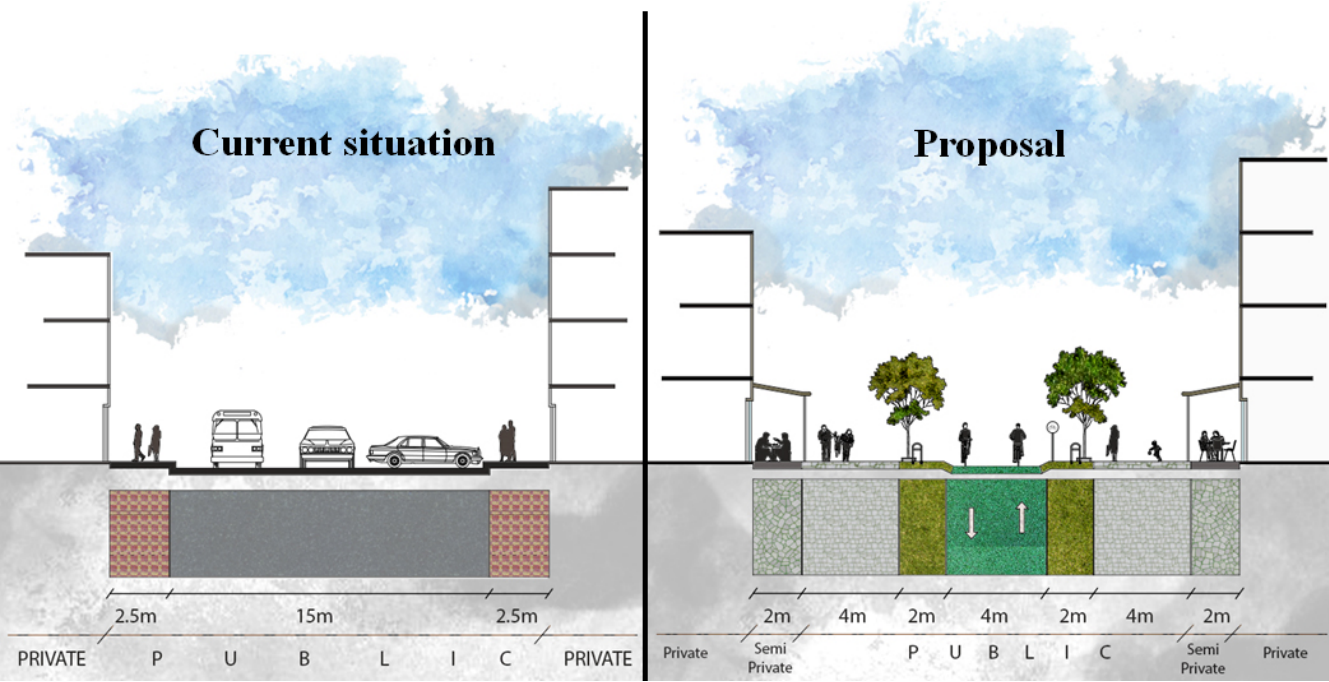 Current situation
2.5m 15m 2.5m
PRIVATE P U B L I C PRIVATE
Proposal
2m 4m 2m 4m 2m 4m 2m
Private Semi Private P U B L I C Semi Private Private